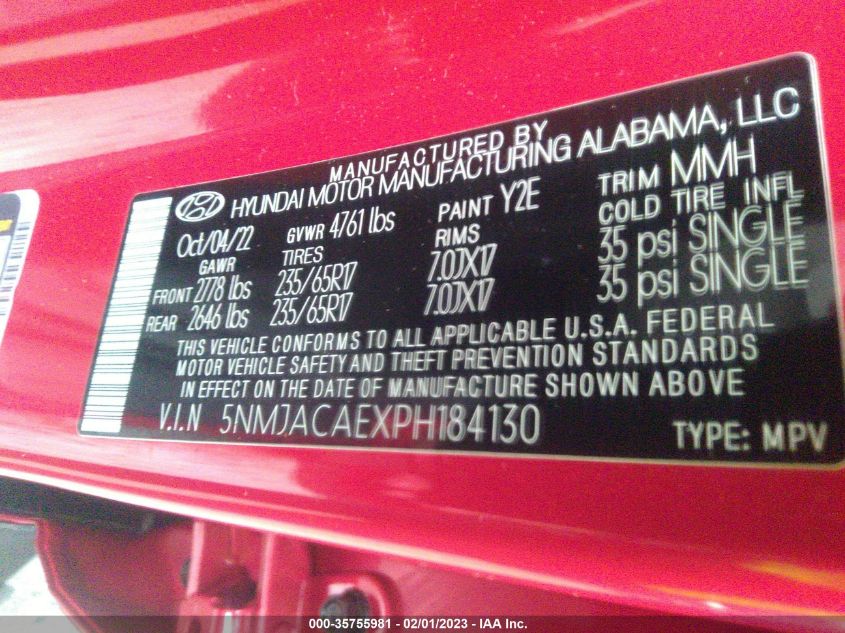 MANUFACTURED BY
HYUNDAI MOTOR MANUFACTURING ALABAMA, LLC
Oct/04/22 GVWR 4761 lbs PAINT Y2E TRIM MMH
GAWR TIRES RIMS COLD TIRE INFL
FRONT 2778 lbs 235/65R17 7.0JX17 35 psi SINGLE
REAR 2646 lbs 235/65R17 7.0JX17 35 psi SINGLE
THIS VEHICLE CONFORMS TO ALL APPLICABLE U.S.A. FEDERAL
MOTOR VEHICLE SAFETY AND THEFT PREVENTION STANDARDS
IN EFFECT ON THE DATE OF MANUFACTURE SHOWN ABOVE
V.I.N 5NMJACAEXPH184130 TYPE: MPV
000-35755981 - 02/01/2023 - IAA Inc.